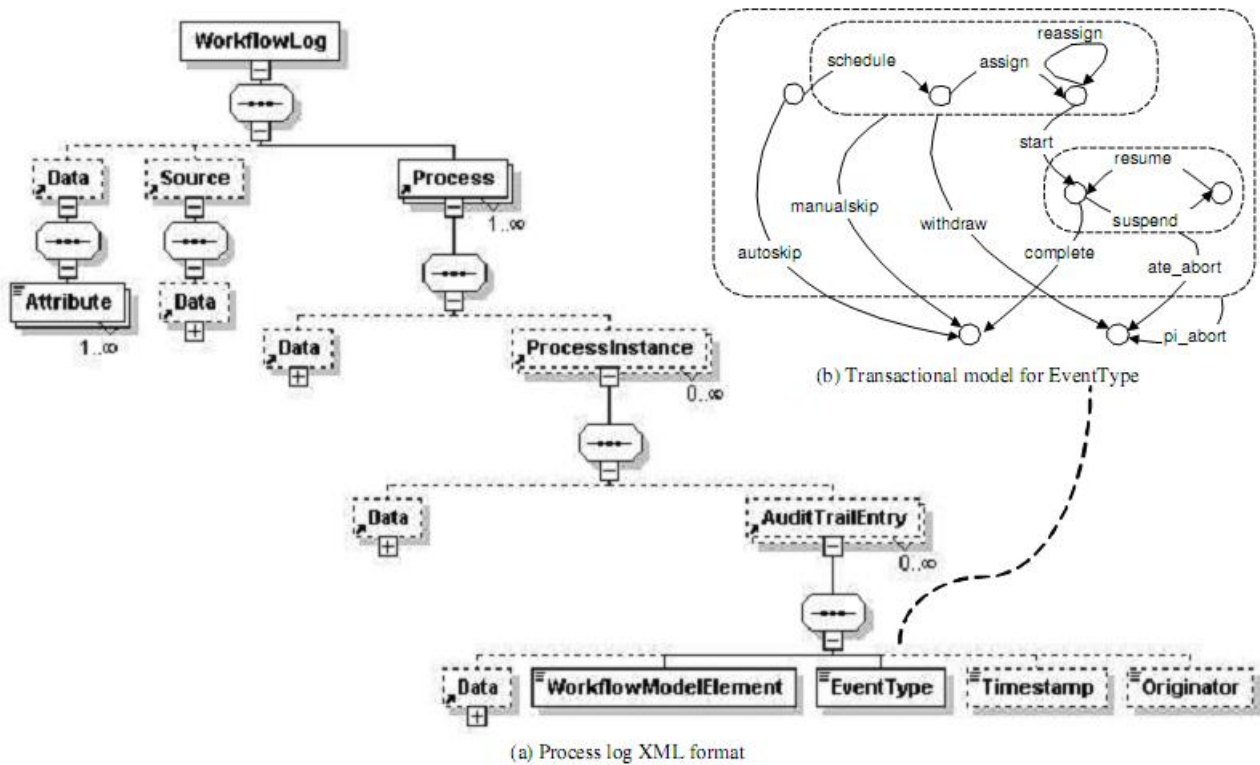 WorkflowLog
Data
Source
Process
1..∞
Attribute
1..∞
Data
Data
ProcessInstance
0..∞
Data
AuditTrailEntry
0..∞
Data
WorkflowModelElement
EventType
Timestamp
Originator
(a) Process log XML format
reassign
schedule
assign
start
resume
manualskip
withdraw
suspend
autoskip
complete
ate_abort
pi_abort
(b) Transactional model for EventType